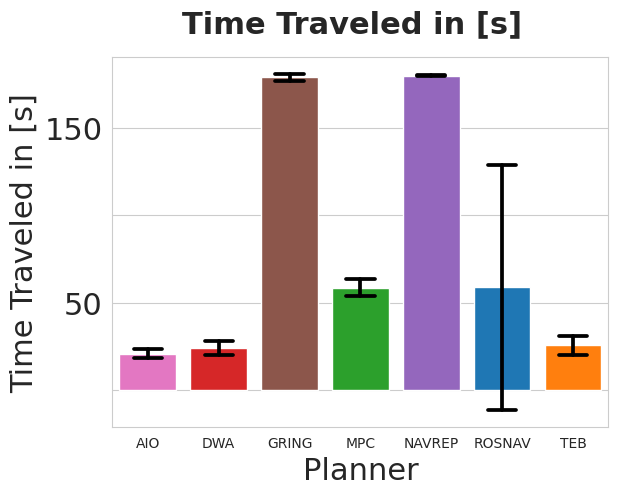 Time Traveled in [s]
Time Traveled in [s]
150
50
AIO DWA GRING MPC NAVREP ROSNAV TEB
Planner